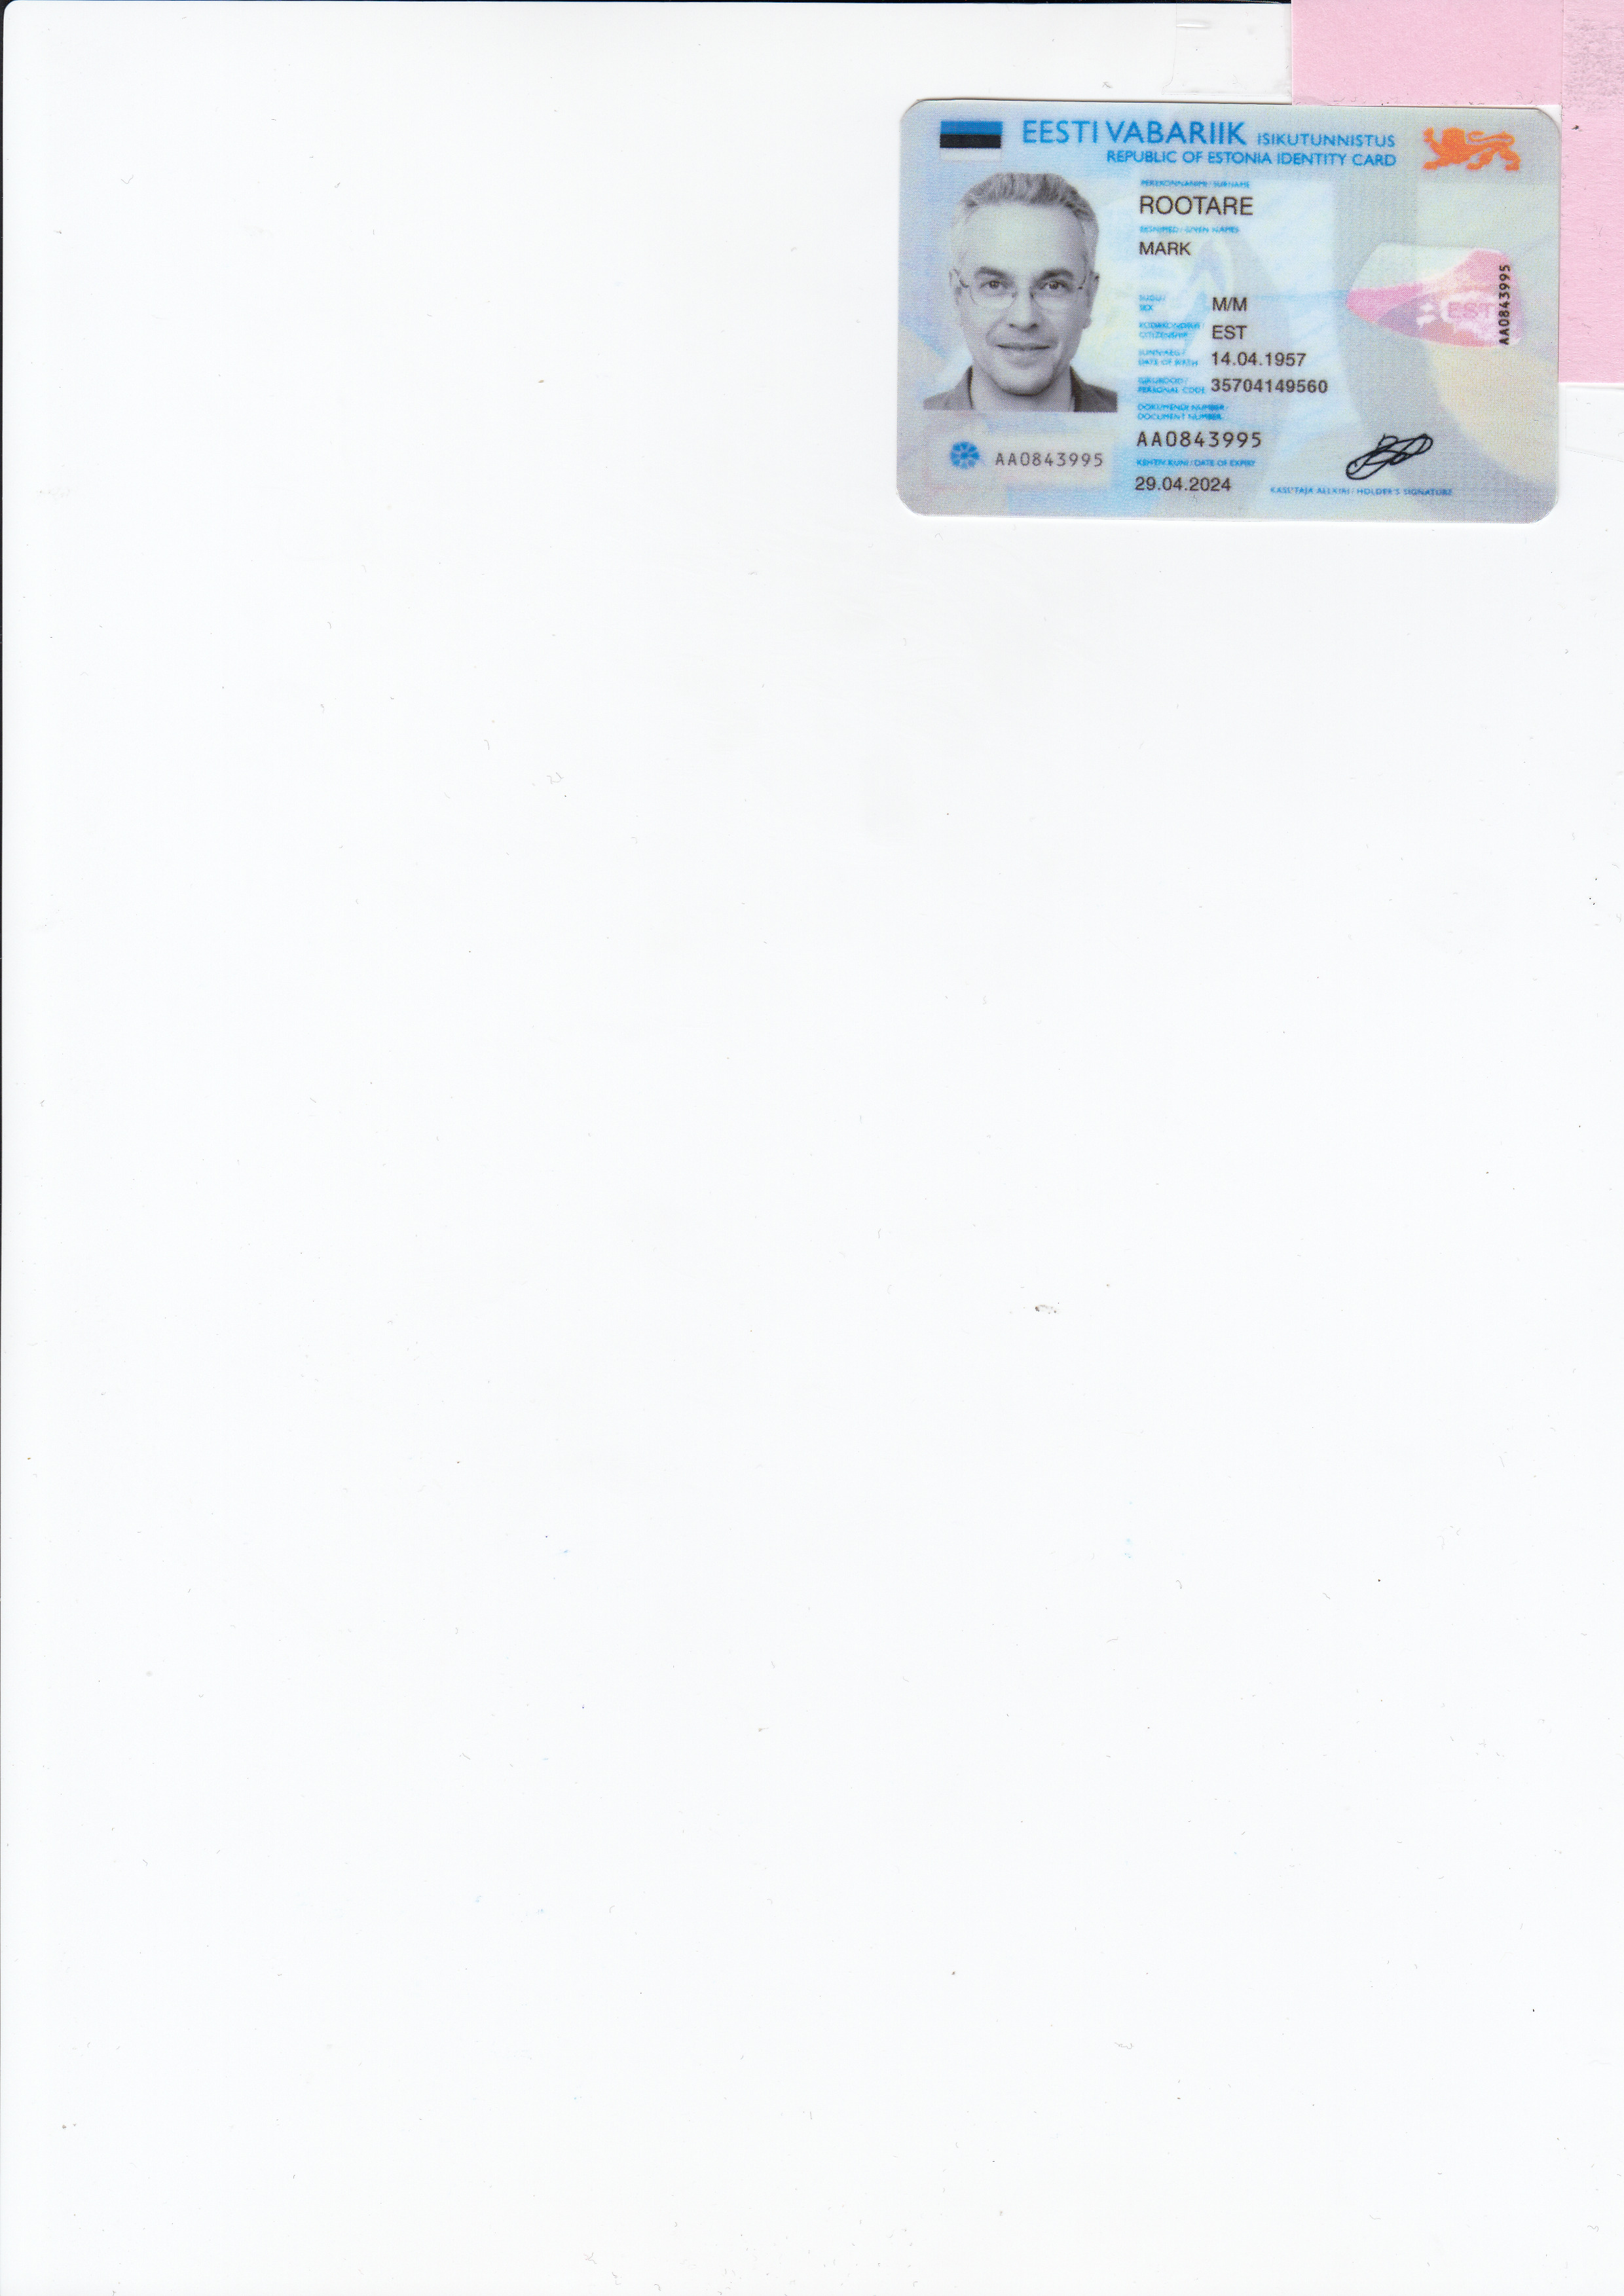 EESTI VABARIIK ISIKUTUNNISTUS
REPUBLIC OF ESTONIA IDENTITY CARD
PEREKONNANIMI / SURNAME
ROOTARE
EESNIMED / GIVEN NAMES
MARK
SUGU / SEX M/M
KODAKONDSUS / CITIZENSHIP EST
SÜNNIAEG / DATE OF BIRTH 14.04.1957
ISIKUKOOD / PERSONAL CODE 35704149560
DOKUMENDI NUMBER
DOCUMENT NUMBER
AA0843995
KEHTIV KUNI / DATE OF EXPIRY
29.04.2024
KASUTAJA ALLKIRI / HOLDER'S SIGNATURE
AA0843995
EST
AA0843995